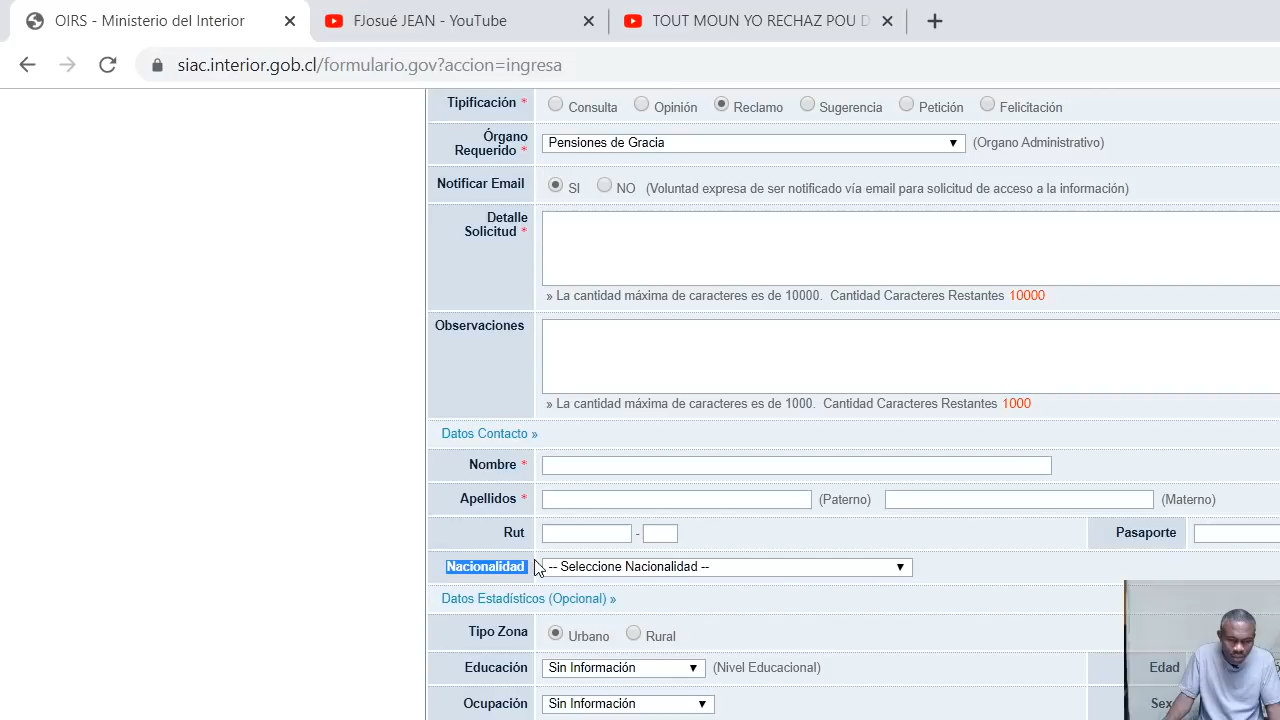 OIRS - Ministerio del Interior
FJosué JEAN - YouTube
TOUT MOUN YO RECHAZ POU D
siac.interior.gob.cl/formulario.gov?accion=ingresa
Tipificación * Consulta Opinión Reclamo Sugerencia Petición Felicitación
Órgano
Requerido * Pensiones de Gracia (Organo Administrativo)
Notificar Email SI NO (Voluntad expresa de ser notificado vía email para solicitud de acceso a la información)
Detalle
Solicitud *
» La cantidad máxima de caracteres es de 10000. Cantidad Caracteres Restantes 10000
Observaciones
» La cantidad máxima de caracteres es de 1000. Cantidad Caracteres Restantes 1000
Datos Contacto »
Nombre *
Apellidos * (Paterno) (Materno)
Rut - Pasaporte
Nacionalidad -- Seleccione Nacionalidad --
Datos Estadísticos (Opcional) »
Tipo Zona Urbano Rural
Educación Sin Información (Nivel Educacional) Edad
Ocupación Sin Información